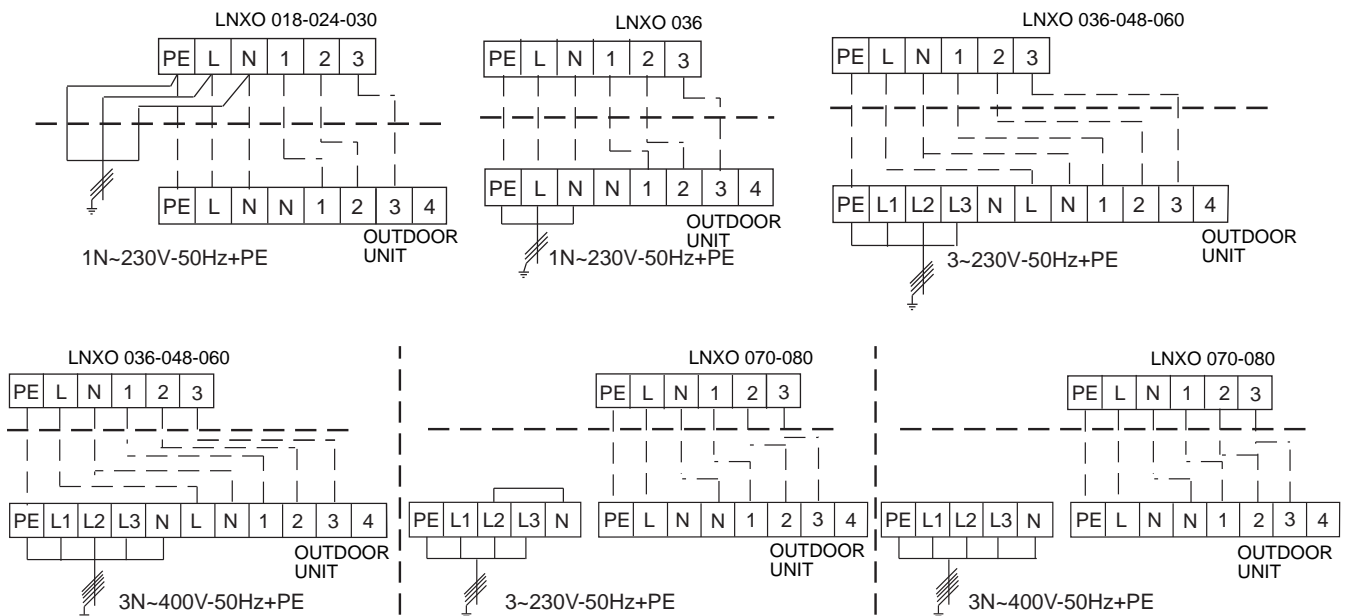 LNXO 018-024-030
PE L N 1 2 3
PE L N N 1 2 3 4
OUTDOOR
UNIT
1N~230V-50Hz+PE
LNXO 036
PE L N 1 2 3
PE L N N 1 2 3 4
OUTDOOR
UNIT
1N~230V-50Hz+PE
LNXO 036-048-060
PE L N 1 2 3
PE L1 L2 L3 N L N 1 2 3 4
OUTDOOR
UNIT
3~230V-50Hz+PE
LNXO 036-048-060
PE L N 1 2 3
PE L1 L2 L3 N L N 1 2 3 4
OUTDOOR
UNIT
3N~400V-50Hz+PE
LNXO 070-080
PE L N 1 2 3
PE L1 L2 L3 N
PE L N N 1 2 3 4
OUTDOOR
UNIT
3~230V-50Hz+PE
LNXO 070-080
PE L N 1 2 3
PE L1 L2 L3 N
PE L N N 1 2 3 4
OUTDOOR
UNIT
3N~400V-50Hz+PE